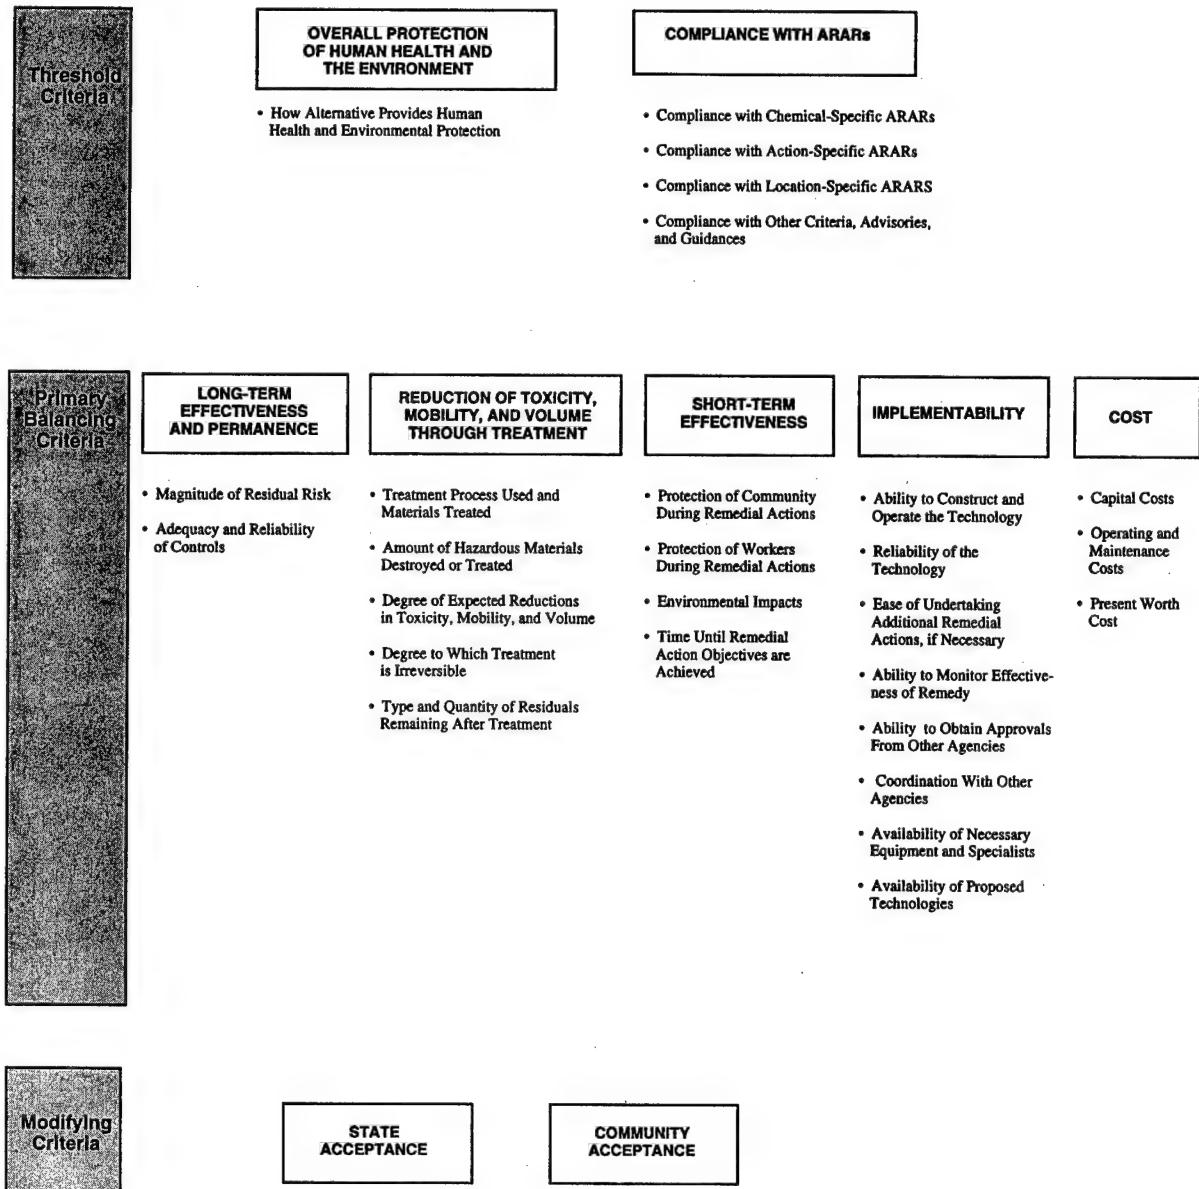 Threshold
Criteria
OVERALL PROTECTION
OF HUMAN HEALTH AND
THE ENVIRONMENT
• How Alternative Provides Human
Health and Environmental Protection
COMPLIANCE WITH ARARs
• Compliance with Chemical-Specific ARARs
• Compliance with Action-Specific ARARs
• Compliance with Location-Specific ARARS
• Compliance with Other Criteria, Advisories,
and Guidances
Primary
Balancing
Criteria
LONG-TERM
EFFECTIVENESS
AND PERMANENCE
• Magnitude of Residual Risk
• Adequacy and Reliability
of Controls
REDUCTION OF TOXICITY,
MOBILITY, AND VOLUME
THROUGH TREATMENT
• Treatment Process Used and
Materials Treated
• Amount of Hazardous Materials
Destroyed or Treated
• Degree of Expected Reductions
in Toxicity, Mobility, and Volume
• Degree to Which Treatment
is Irreversible
• Type and Quantity of Residuals
Remaining After Treatment
SHORT-TERM
EFFECTIVENESS
• Protection of Community
During Remedial Actions
• Protection of Workers
During Remedial Actions
• Environmental Impacts
• Time Until Remedial
Action Objectives are
Achieved
IMPLEMENTABILITY
• Ability to Construct and
Operate the Technology
• Reliability of the
Technology
• Ease of Undertaking
Additional Remedial
Actions, if Necessary
• Ability to Monitor Effective-
ness of Remedy
• Ability to Obtain Approvals
From Other Agencies
• Coordination With Other
Agencies
• Availability of Necessary
Equipment and Specialists
• Availability of Proposed
Technologies
COST
• Capital Costs
• Operating and
Maintenance
Costs
• Present Worth
Cost
Modifying
Criteria
STATE
ACCEPTANCE
COMMUNITY
ACCEPTANCE